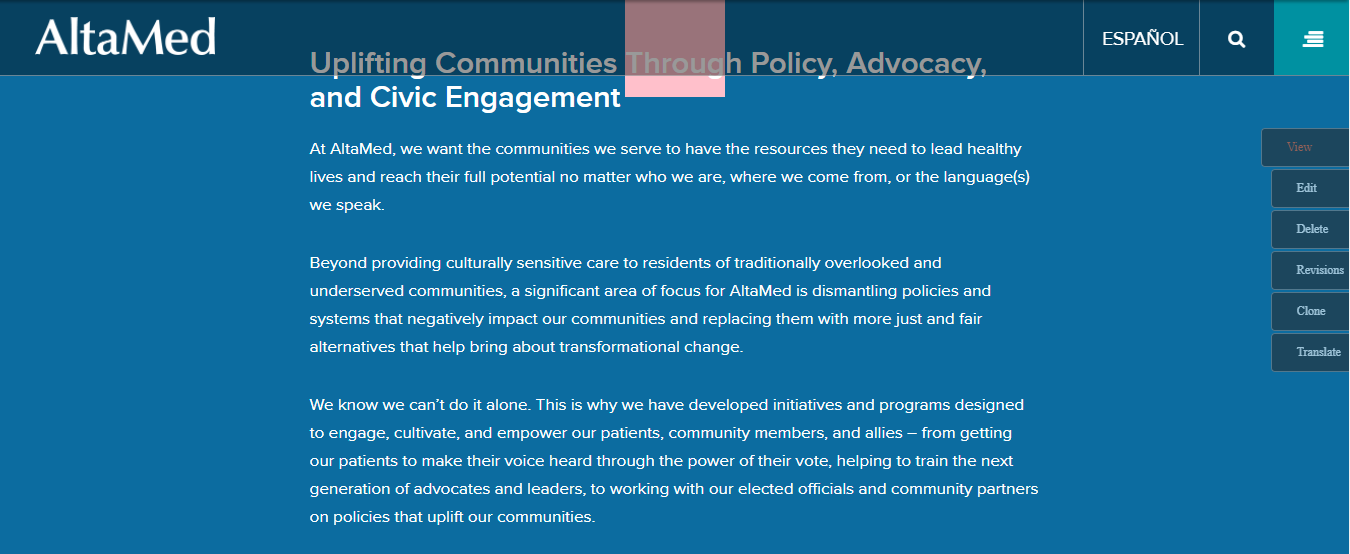 AltaMed
ESPAÑOL
Uplifting Communities Through Policy, Advocacy,
and Civic Engagement
At AltaMed, we want the communities we serve to have the resources they need to lead healthy
lives and reach their full potential no matter who we are, where we come from, or the language(s)
we speak.
Beyond providing culturally sensitive care to residents of traditionally overlooked and
underserved communities, a significant area of focus for AltaMed is dismantling policies and
systems that negatively impact our communities and replacing them with more just and fair
alternatives that help bring about transformational change.
We know we can’t do it alone. This is why we have developed initiatives and programs designed
to engage, cultivate, and empower our patients, community members, and allies – from getting
our patients to make their voice heard through the power of their vote, helping to train the next
generation of advocates and leaders, to working with our elected officials and community partners
on policies that uplift our communities.
View
Edit
Delete
Revisions
Clone
Translate